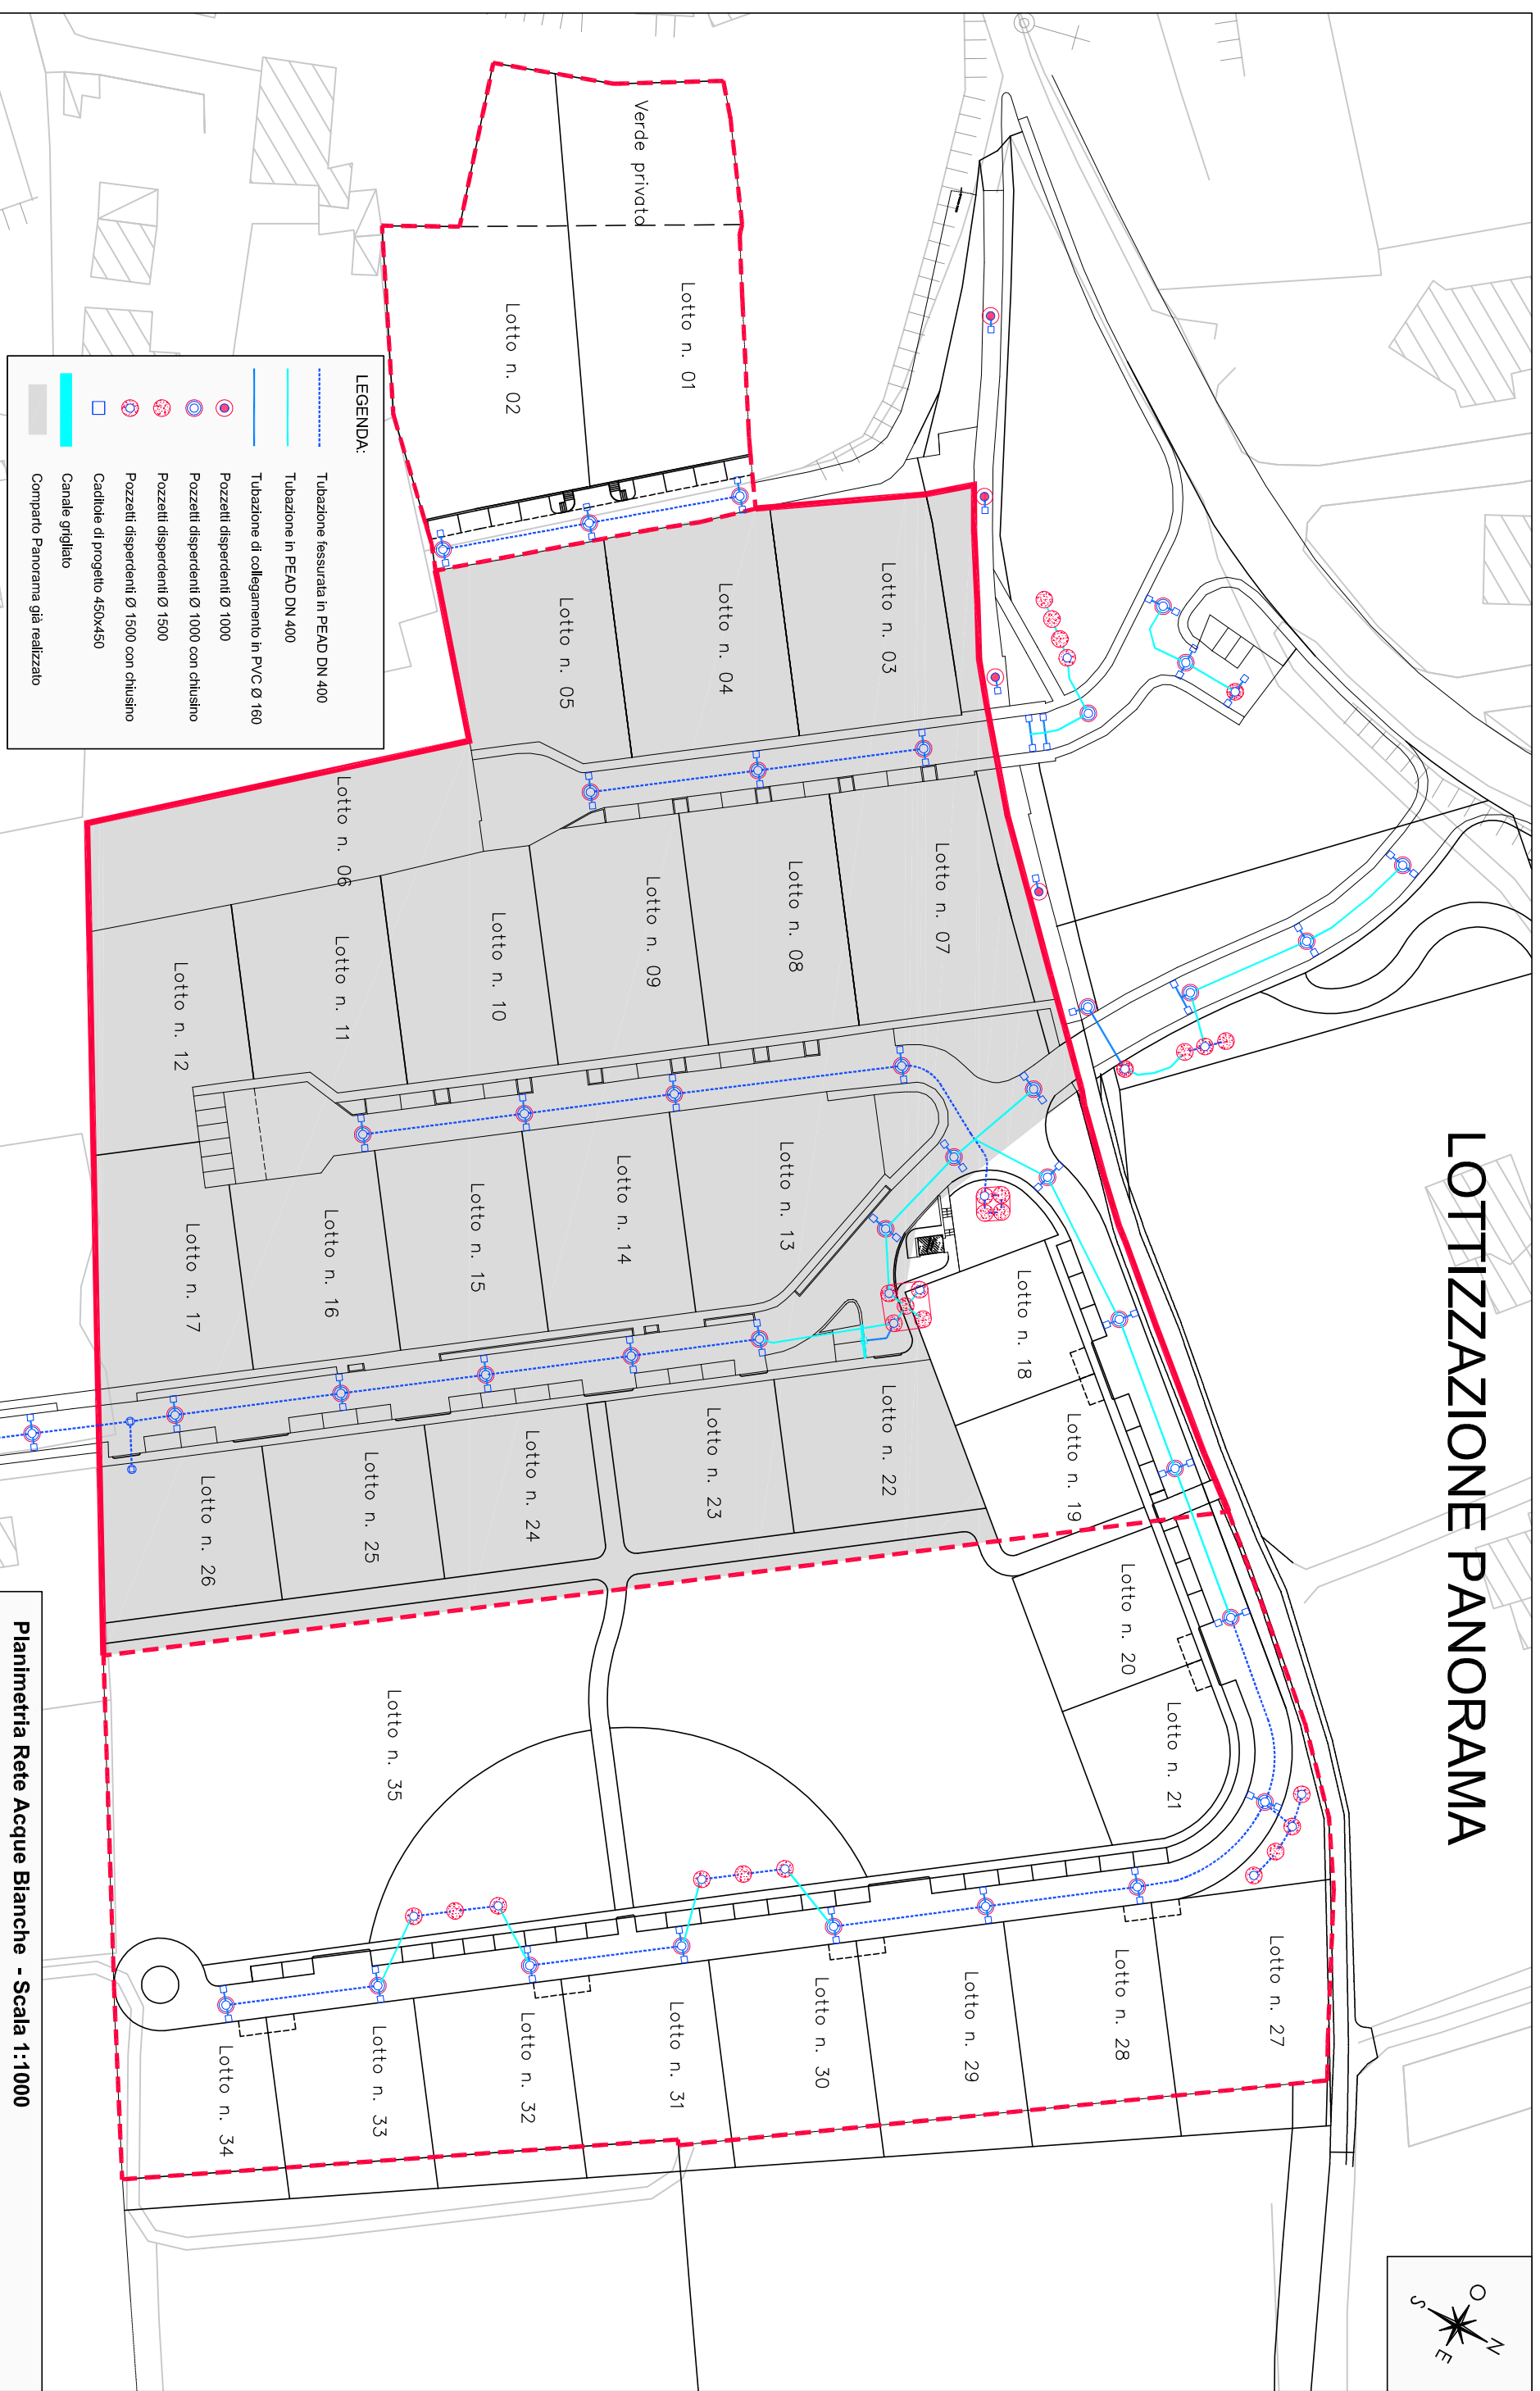 LOTTIZZAZIONE PANORAMA
Verde privato
Lotto n. 01
Lotto n. 02
Lotto n. 03
Lotto n. 04
Lotto n. 05
Lotto n. 06
Lotto n. 07
Lotto n. 08
Lotto n. 09
Lotto n. 10
Lotto n. 11
Lotto n. 12
Lotto n. 13
Lotto n. 14
Lotto n. 15
Lotto n. 16
Lotto n. 17
Lotto n. 18
Lotto n. 19
Lotto n. 20
Lotto n. 21
Lotto n. 22
Lotto n. 23
Lotto n. 24
Lotto n. 25
Lotto n. 26
Lotto n. 27
Lotto n. 28
Lotto n. 29
Lotto n. 30
Lotto n. 31
Lotto n. 32
Lotto n. 33
Lotto n. 34
Lotto n. 35
LEGENDA:
Tubazione fessurata in PEAD DN 400
Tubazione in PEAD DN 400
Tubazione di collegamento in PVC Ø 160
Pozzetti disperdenti Ø 1000
Pozzetti disperdenti Ø 1000 con chiusino
Pozzetti disperdenti Ø 1500
Pozzetti disperdenti Ø 1500 con chiusino
Caditoie di progetto 450x450
Canale grigliato
Comparto Panorama già realizzato
Planimetria Rete Acque Bianche - Scala 1:1000
O
N
S
E